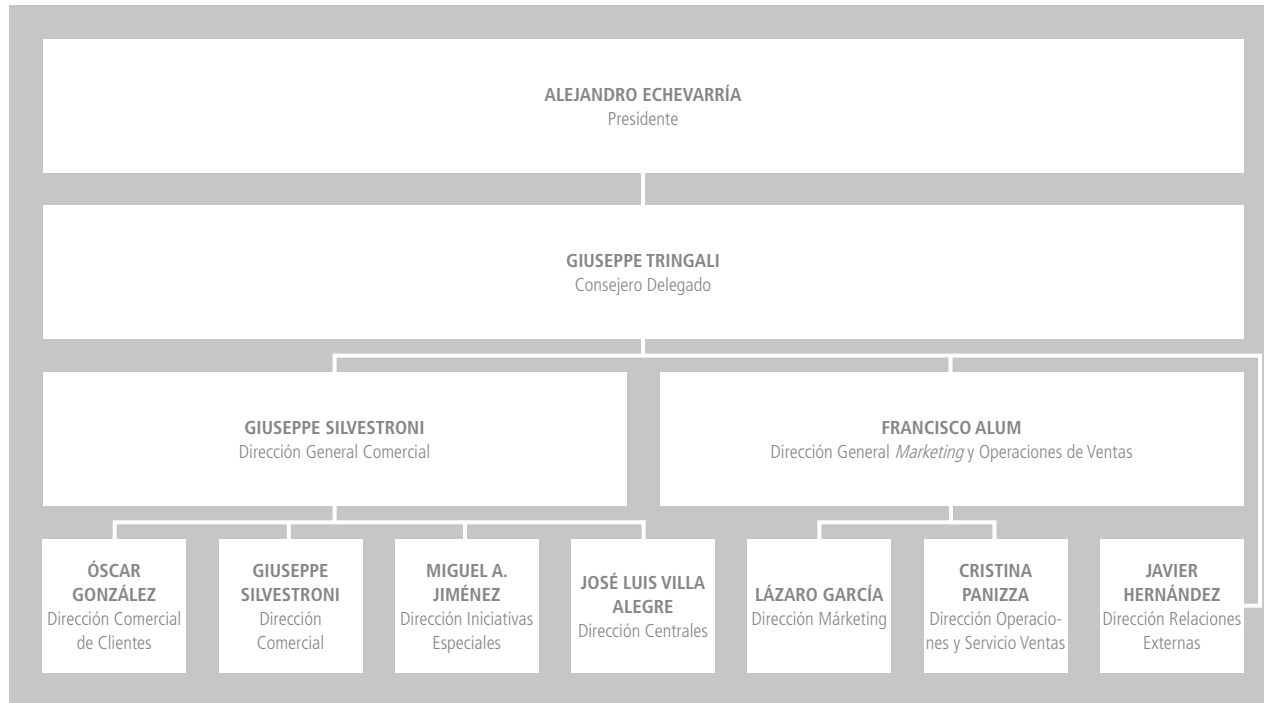 ALEJANDRO ECHEVARRÍA
Presidente
GIUSEPPE TRINGALI
Consejero Delegado
GIUSEPPE SILVESTRONI
Dirección General Comercial
FRANCISCO ALUM
Dirección General Marketing y Operaciones de Ventas
ÓSCAR
GONZÁLEZ
Dirección Comercial
de Clientes
GIUSEPPE
SILVESTRONI
Dirección
Comercial
MIGUEL A.
JIMÉNEZ
Dirección Iniciativas
Especiales
JOSÉ LUIS VILLA
ALEGRE
Dirección Centrales
LÁZARO GARCÍA
Dirección Márketing
CRISTINA
PANIZZA
Dirección Operacio-
nes y Servicio Ventas
JAVIER
HERNÁNDEZ
Dirección Relaciones
Externas